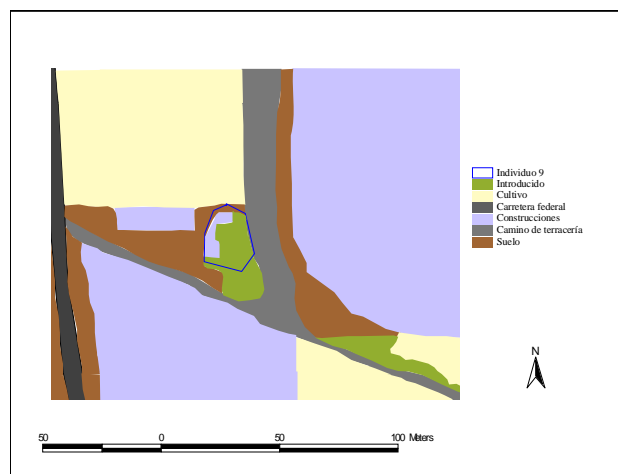 Individuo 9
Introducido
Cultivo
Carretera federal
Construcciones
Camino de terracería
Suelo
N
50 0 50 100 Meters